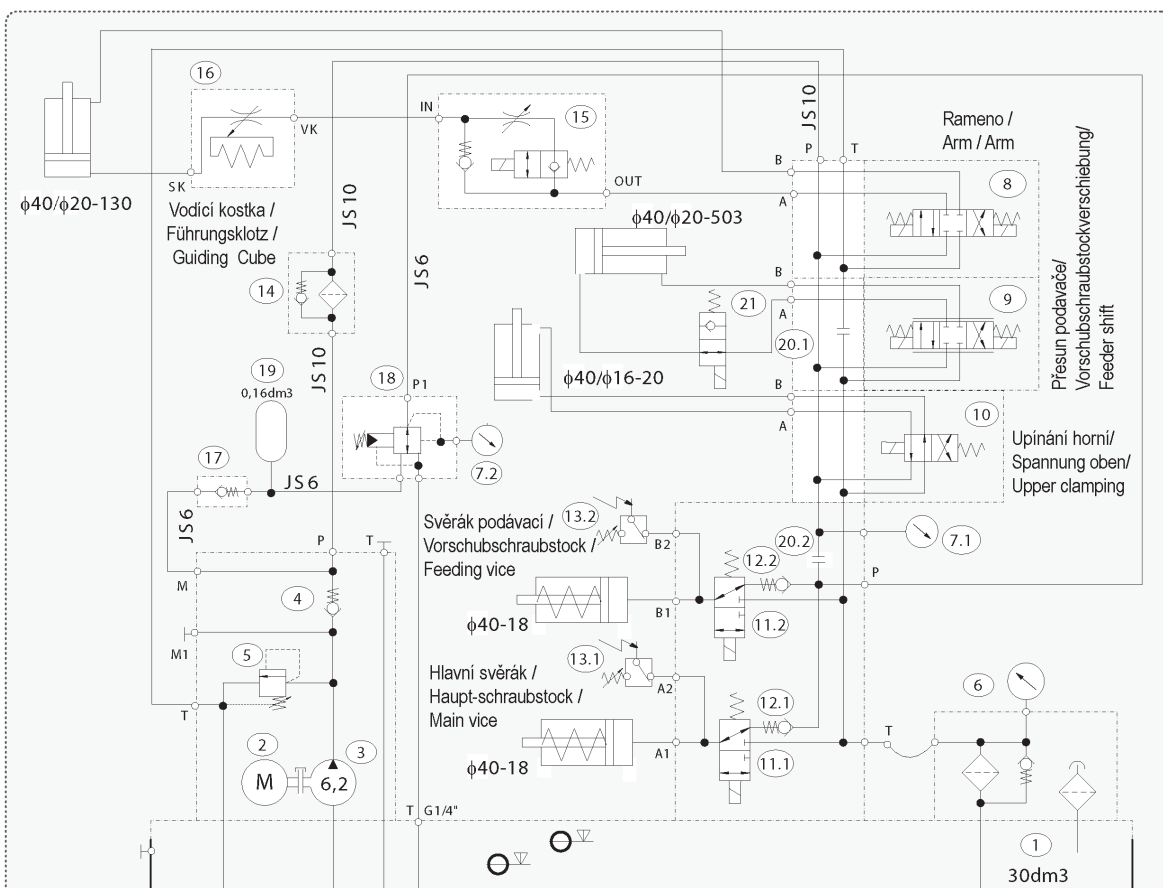 16
IN
15
VK
SK
OUT
ϕ40/ϕ20-130
Vodící kostka /
Führungsklotz /
Guiding Cube
JS10
JS6
JS10
P
T
Rameno /
Arm / Arm
B
8
A
ϕ40/ϕ20-503
Přesun podavače/
Vorschubschraubstockverschiebung/
Feeder shift
14
B
9
21
A
20.1
JS10
19
0,16dm3
18
P1
ϕ40/ϕ16-20
B
10
A
Upínání horní/
Spannung oben/
Upper clamping
7.2
17
JS6
JS6
13.2
Svěrák podávací /
Vorschubschraubstock /
Feeding vice
B2
20.2
7.1
12.2
P
P
T
M
4
B1
11.2
ϕ40-18
M1
5
13.1
Hlavní svěrák /
Haupt-schraubstock /
Main vice
A2
12.1
6
T
A1
T
11.1
ϕ40-18
2
3
M
6,2
T
G1/4"
1
30dm3